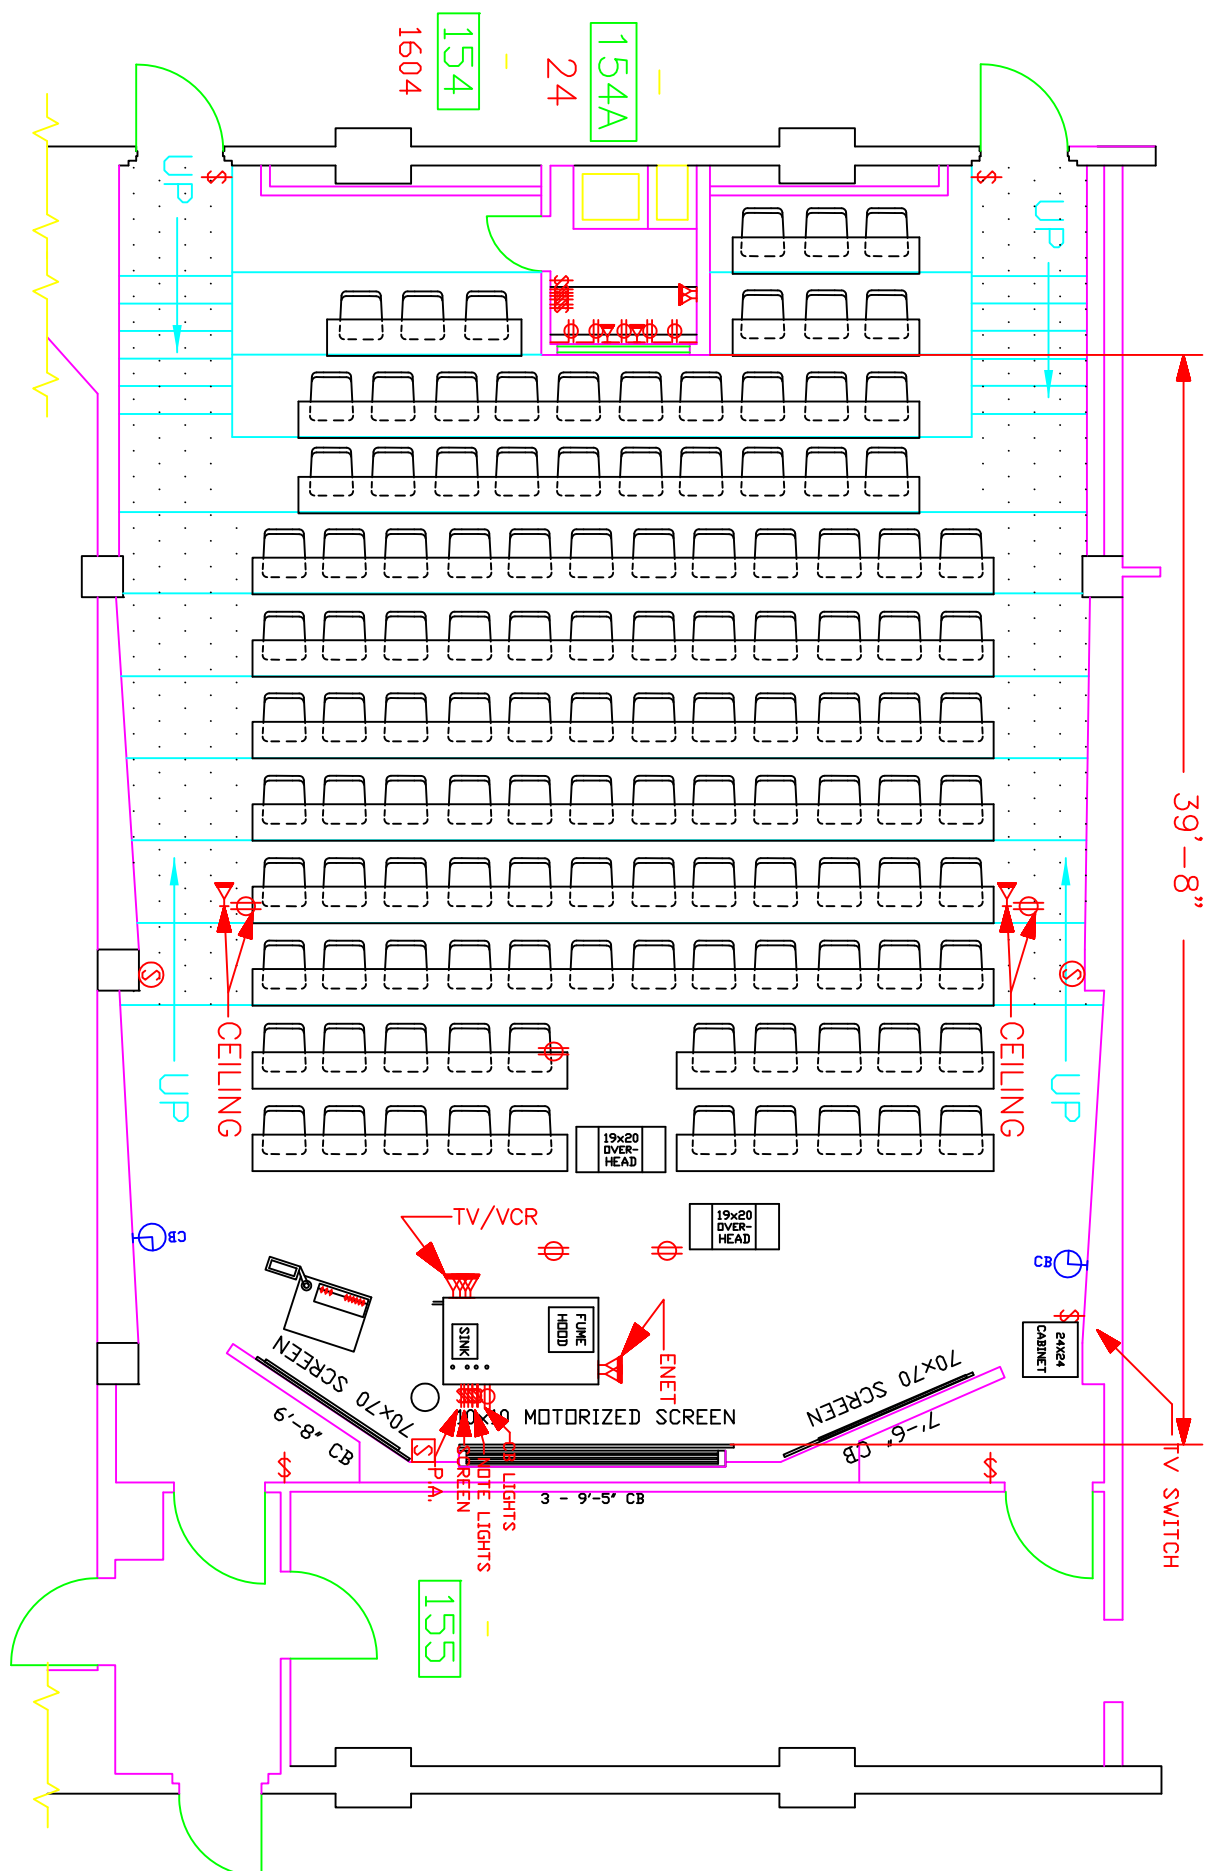 154
1604
154A
24
UP
UP
39'-8"
CEILING
UP
CEILING
UP
19x20
OVER-
HEAD
19x20
OVER-
HEAD
CB
CB
TV/VCR
FUME
HOOD
SINK
ENET
24X24
CABINET
70x70 SCREEN
9'-8" CB
10x10 MOTORIZED SCREEN
70x70 SCREEN
7'-6" CB
S
P.A.
SCREEN
NOTE LIGHTS
CB LIGHTS
3 - 9'-5" CB
TV SWITCH
155